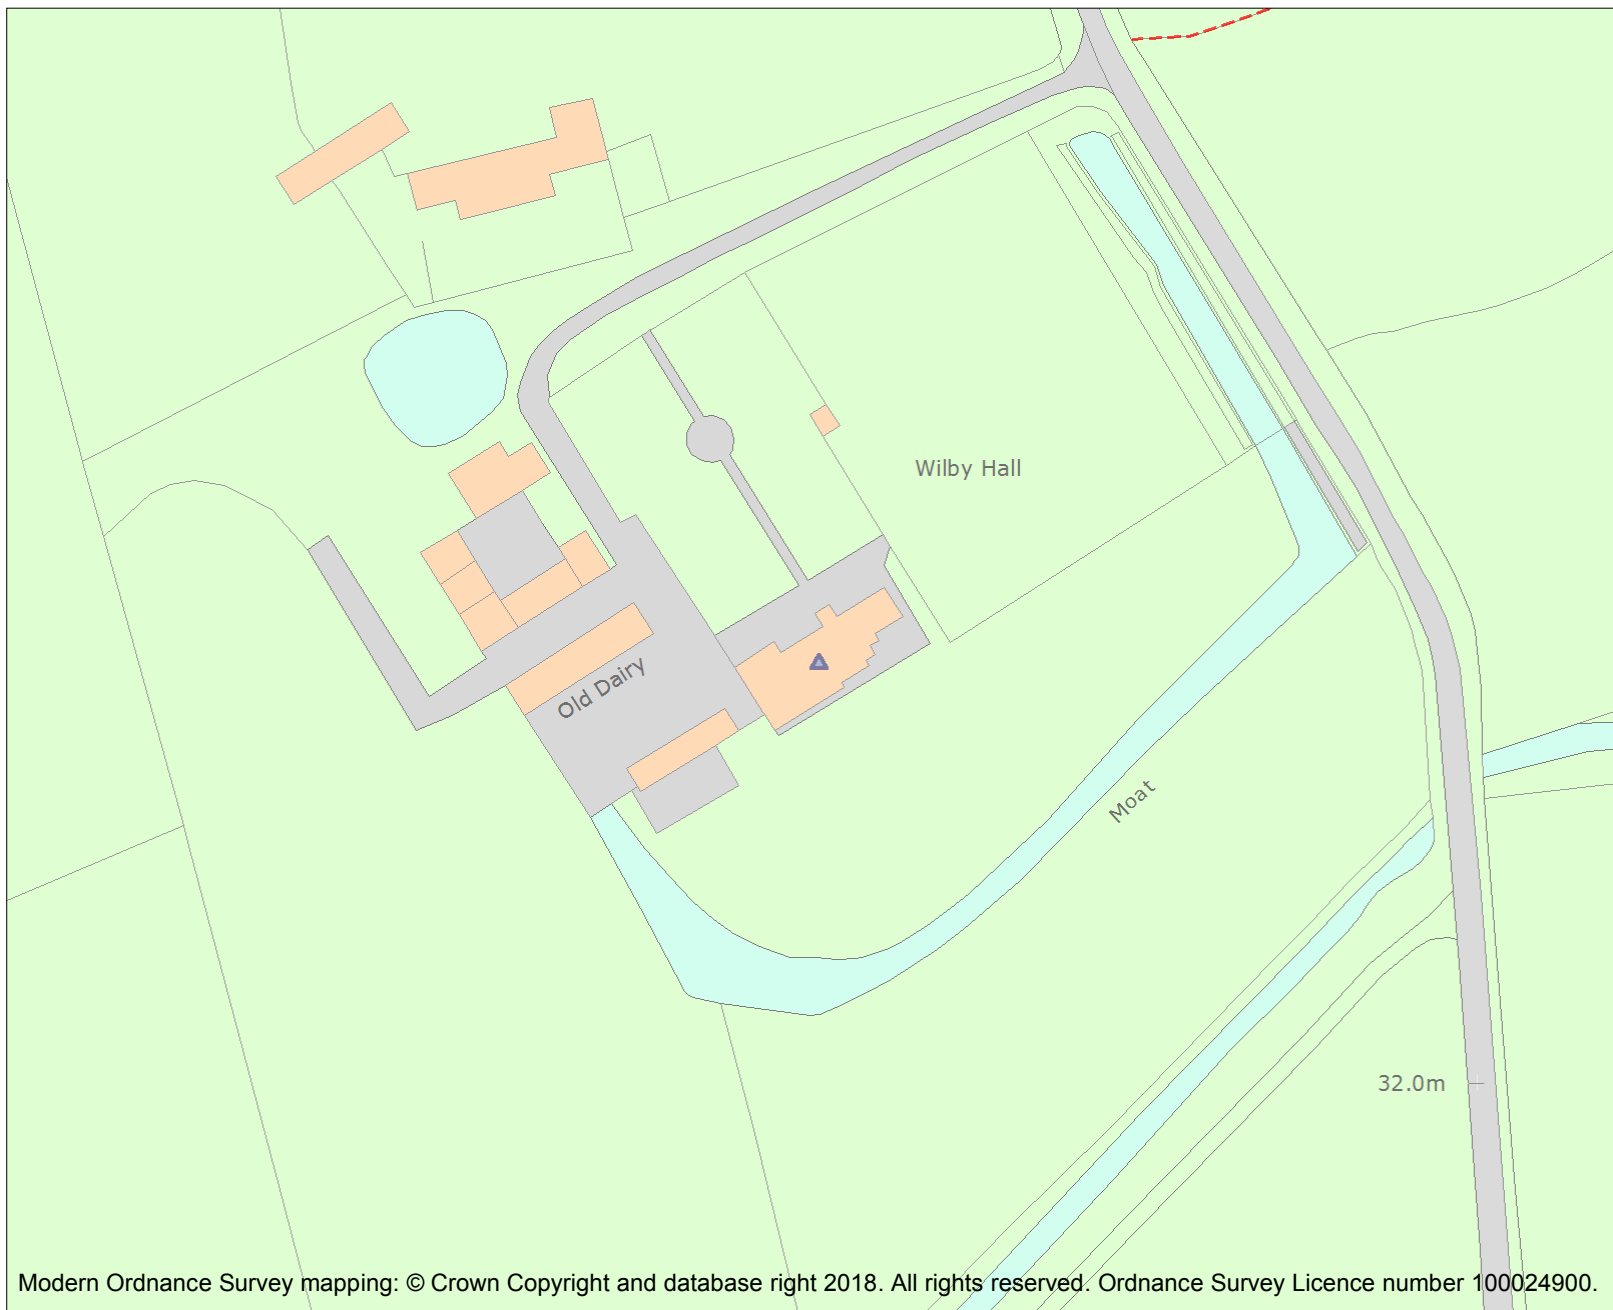 Wilby Hall
Old Dairy
Moat
32.0m
Modern Ordnance Survey mapping: © Crown Copyright and database right 2018. All rights reserved. Ordnance Survey Licence number 100024900.